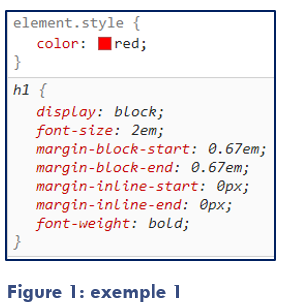 element.style {
color: red;
}
h1 {
display: block;
font-size: 2em;
margin-block-start: 0.67em;
margin-block-end: 0.67em;
margin-inline-start: 0px;
margin-inline-end: 0px;
font-weight: bold;
}
Figure 1: exemple 1